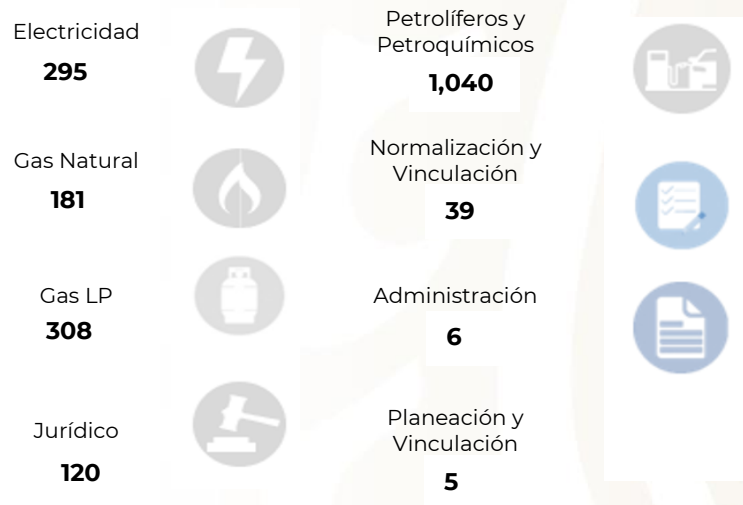 Electricidad
295
Gas Natural
181
Gas LP
308
Jurídico
120
Petrolíferos y
Petroquímicos
1,040
Normalización y
Vinculación
39
Administración
6
Planeación y
Vinculación
5